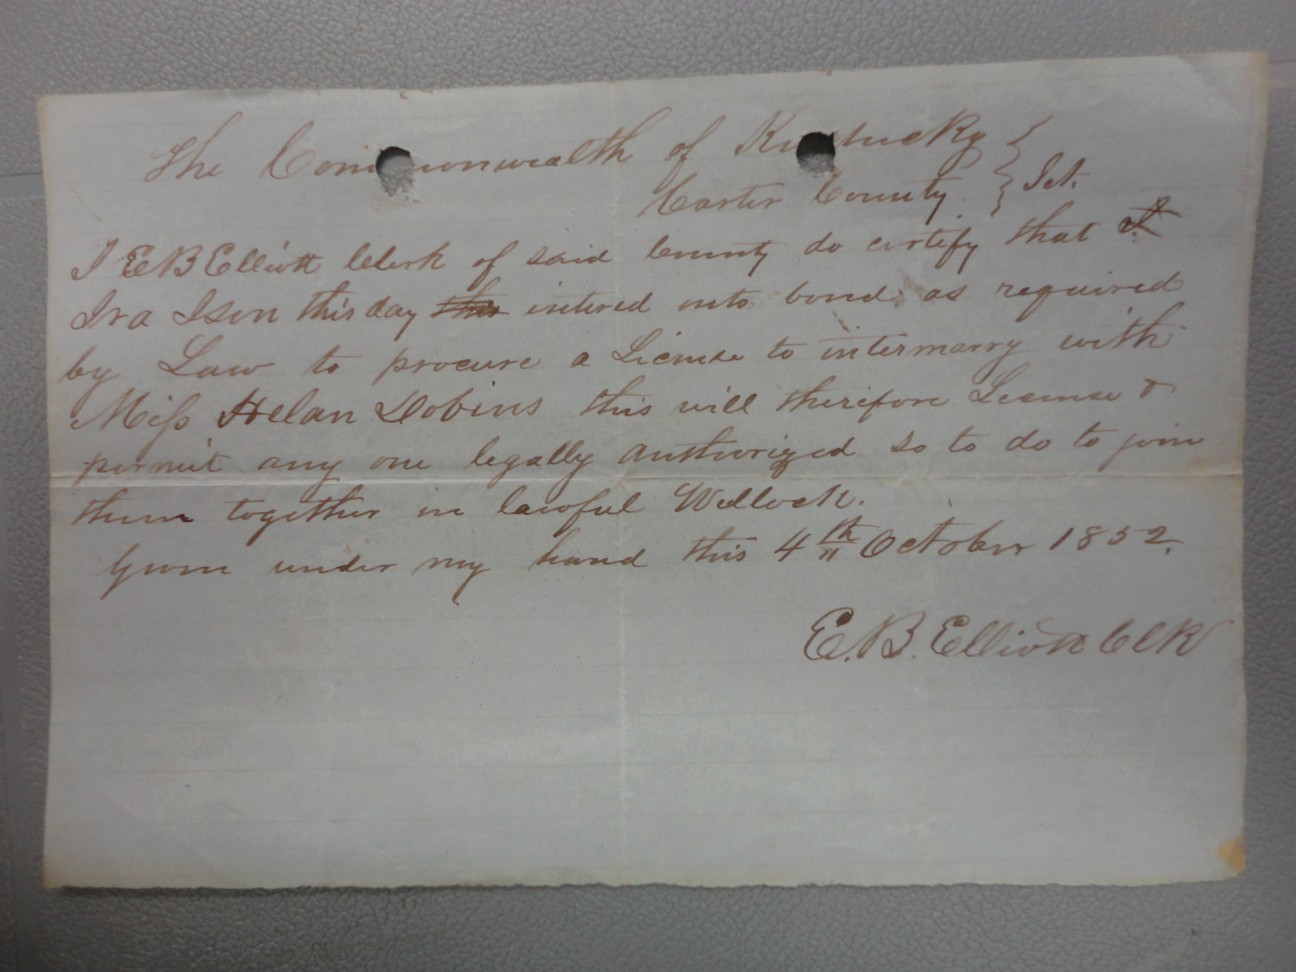 The Commonwealth of Kentucky }
Carter County } Sct.
I E B Elliott Clerk of said County do certify that
Ira Ison this day this intered into bond as required
by Law to procure a License to intermarry with
Miss Helan Dobins this will therefore License &
permit any one legally Authorized so to do to join
them together in lawful Wedlock.
Given under my hand this 4th October 1852.
E. B. Elliott Clk